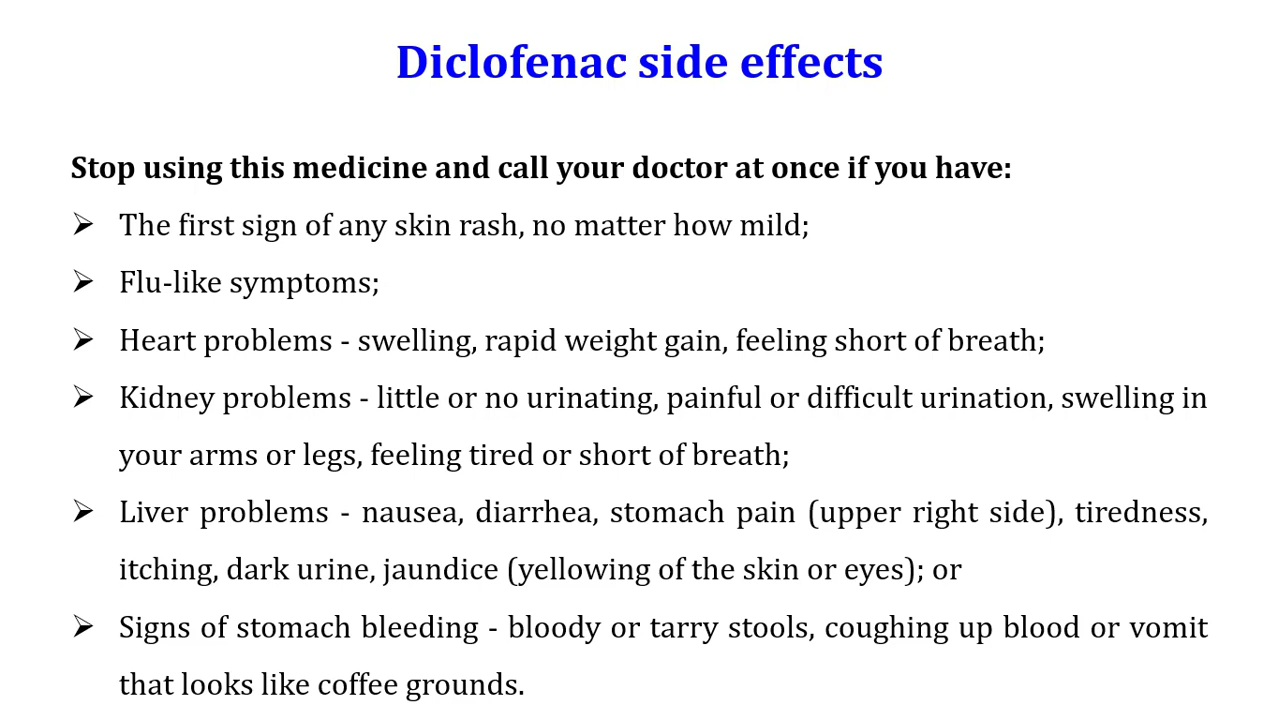 Diclofenac side effects
Stop using this medicine and call your doctor at once if you have:
➢ The first sign of any skin rash, no matter how mild;
➢ Flu-like symptoms;
➢ Heart problems - swelling, rapid weight gain, feeling short of breath;
➢ Kidney problems - little or no urinating, painful or difficult urination, swelling in
your arms or legs, feeling tired or short of breath;
➢ Liver problems - nausea, diarrhea, stomach pain (upper right side), tiredness,
itching, dark urine, jaundice (yellowing of the skin or eyes); or
➢ Signs of stomach bleeding - bloody or tarry stools, coughing up blood or vomit
that looks like coffee grounds.